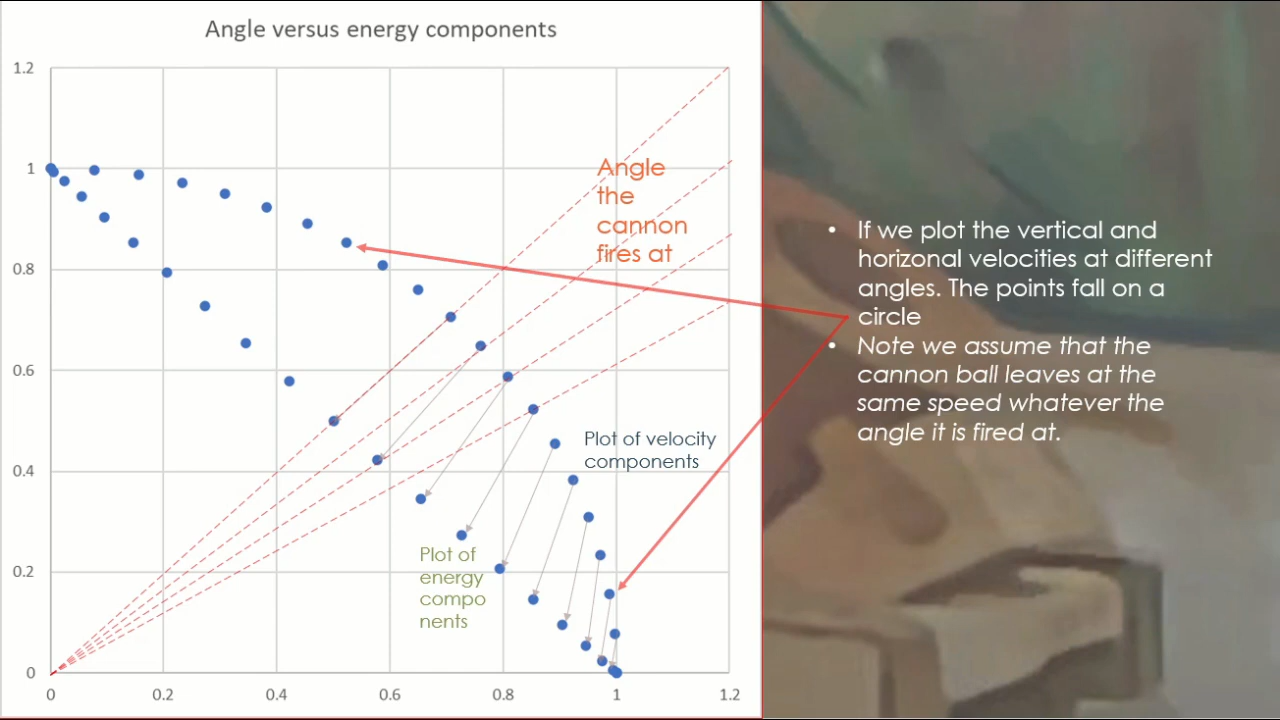 Angle versus energy components
1.2
1
0.8
0.6
0.4
0.2
0
0
0.2
0.4
0.6
0.8
1
1.2
Angle
the
cannon
fires at
Plot of velocity
components
Plot of
energy
compo
nents
• If we plot the vertical and
horizonal velocities at different
angles. The points fall on a
circle
• Note we assume that the
cannon ball leaves at the
same speed whatever the
angle it is fired at.